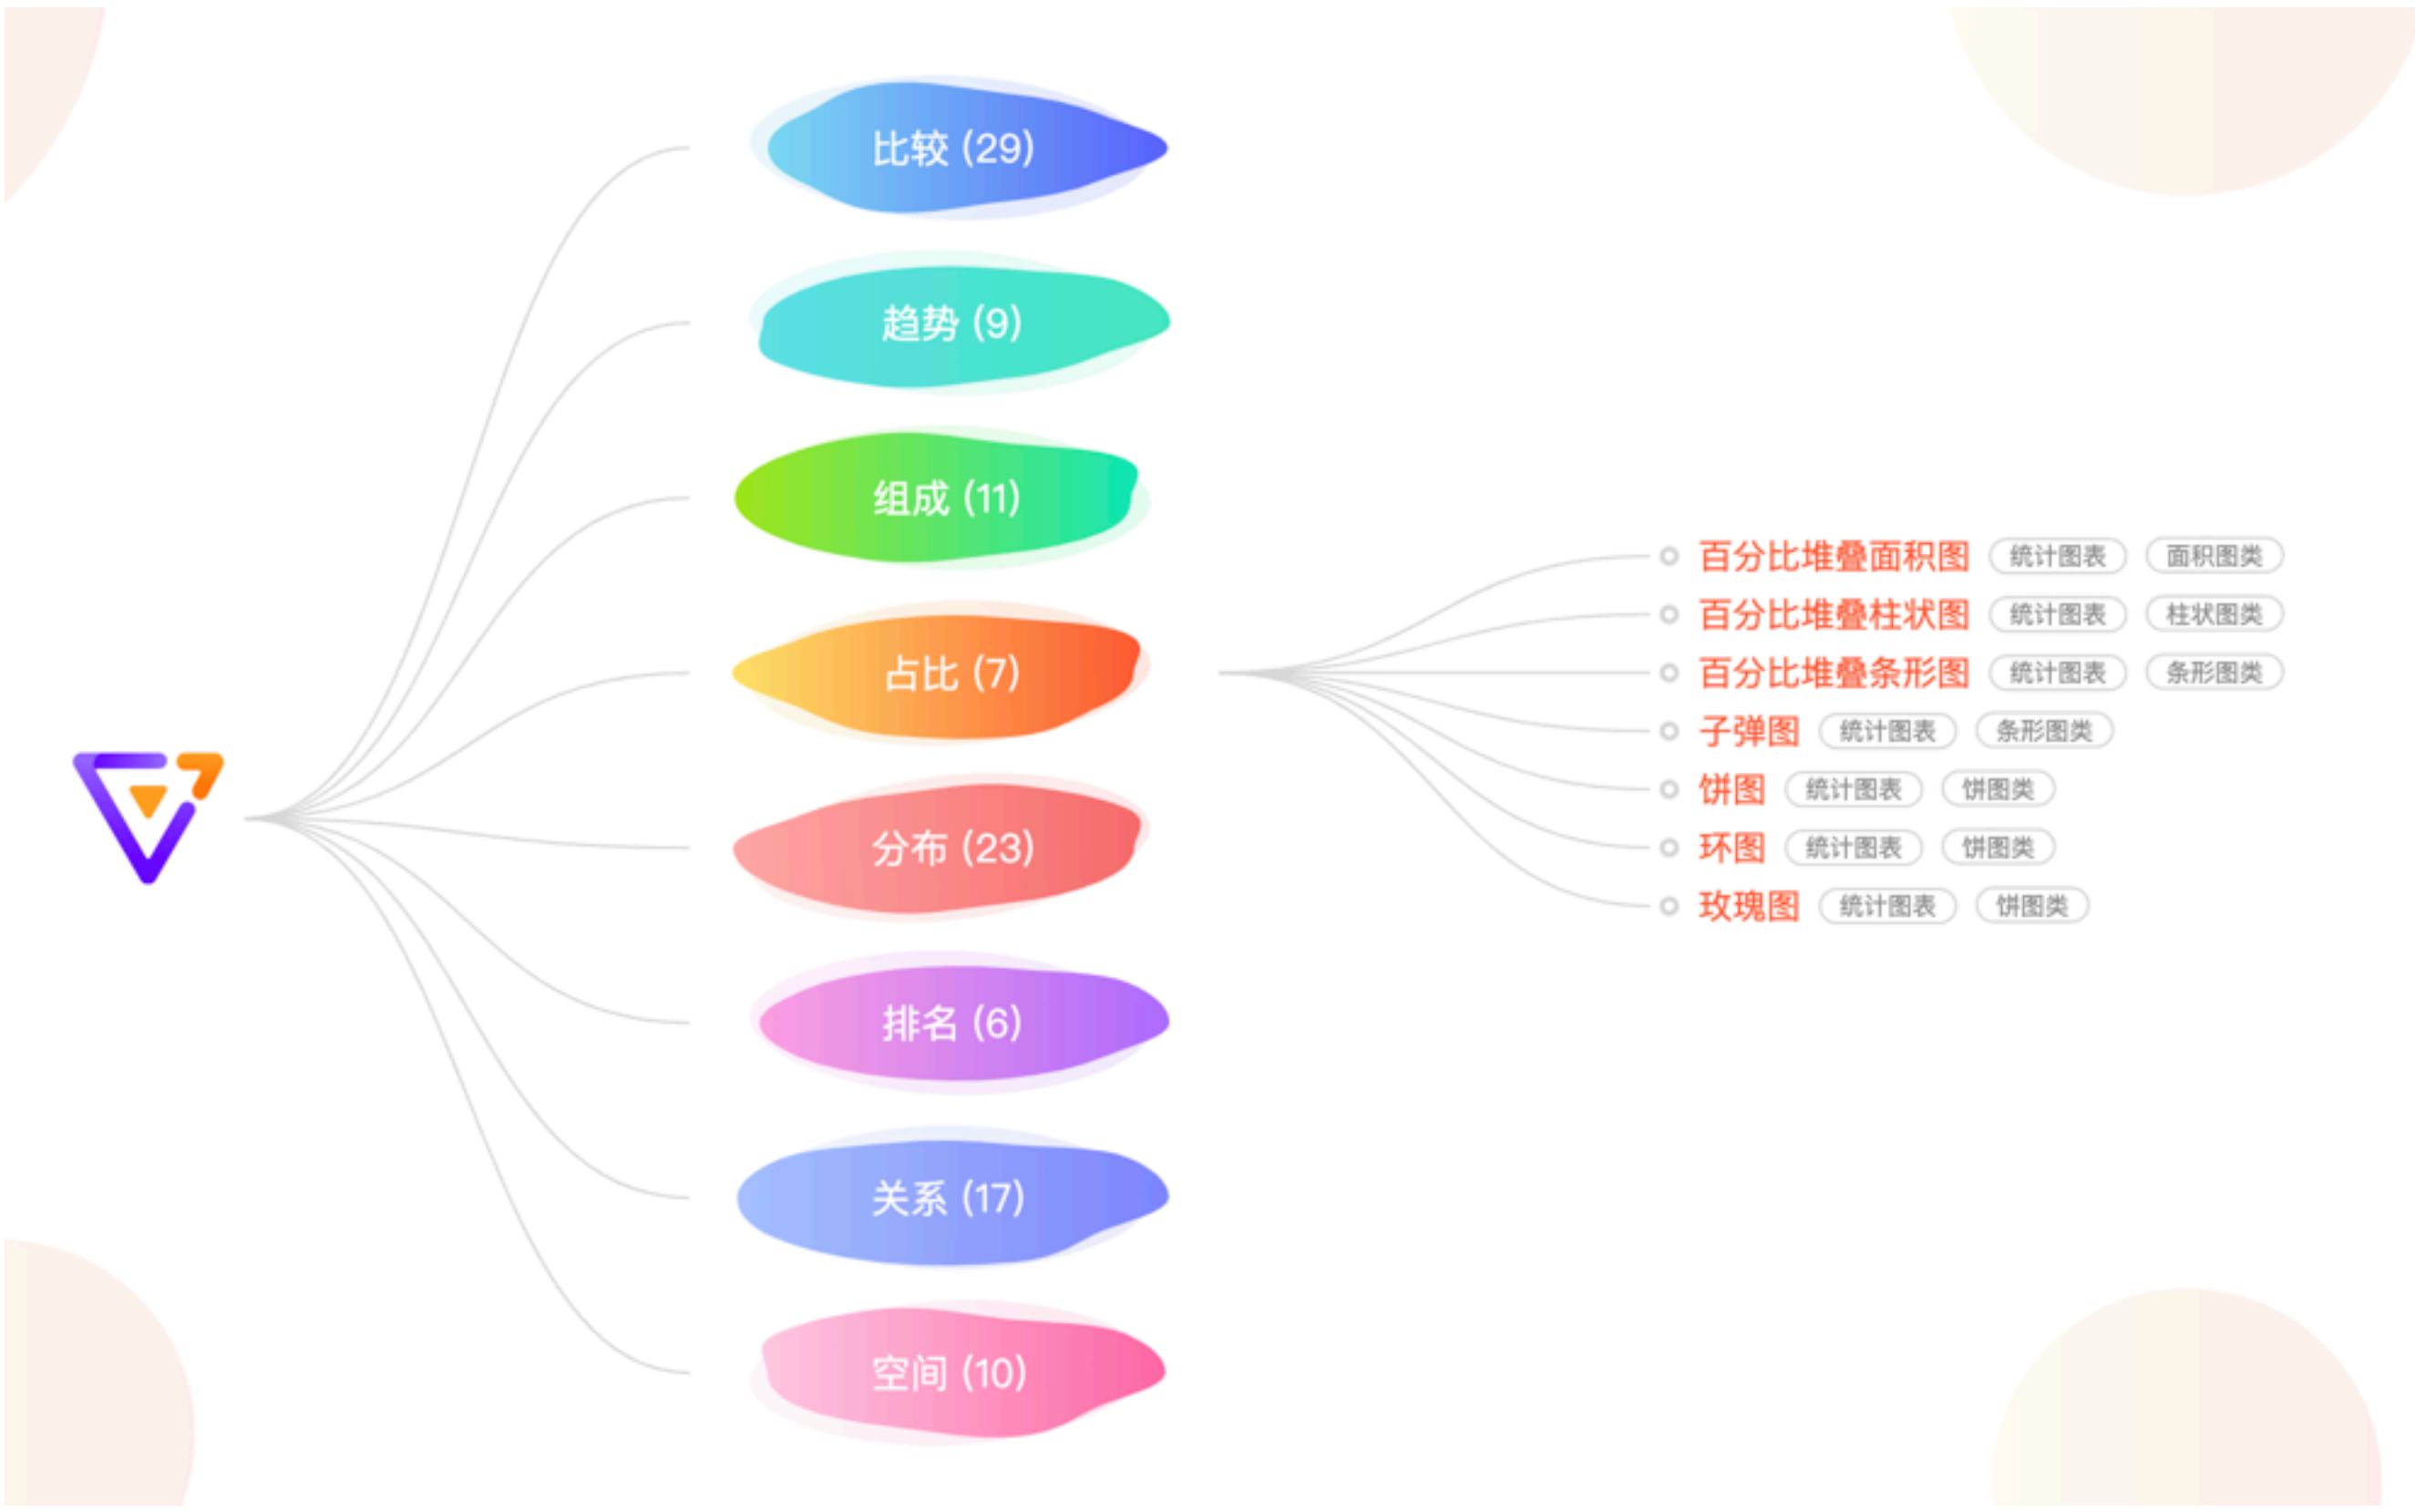 比较 (29)
趋势 (9)
组成 (11)
占比 (7)
分布 (23)
排名 (6)
关系 (17)
空间 (10)
百分比堆叠面积图 统计图表 面积图类
百分比堆叠柱状图 统计图表 柱状图类
百分比堆叠条形图 统计图表 条形图类
子弹图 统计图表 条形图类
饼图 统计图表 饼图类
环图 统计图表 饼图类
玫瑰图 统计图表 饼图类